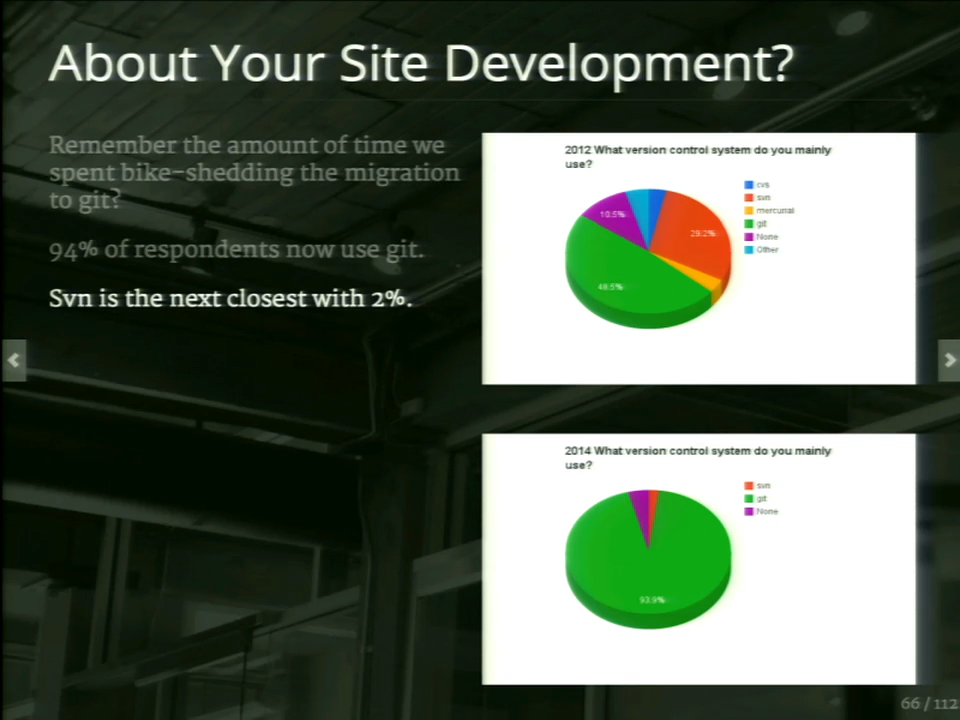 About Your Site Development?
Remember the amount of time we
spent bike-shedding the migration
to git?
94% of respondents now use git.
Svn is the next closest with 2%.
2012 What version control system do you mainly
use?
cvs
svn
mercurial
git
None
Other
10.5%
29.2%
48.5%
2014 What version control system do you mainly
use?
svn
git
None
93.9%
66 / 112